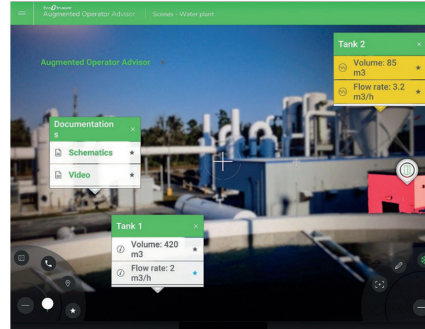 Augmented Operator Advisor
Scenes - Water plant
Augmented Operator Advisor
Tank 2
Volume: 85
m3
Flow rate: 3.2
m3/h
Documentation
s
Schematics
Video
Tank 1
Volume: 420
m3
Flow rate: 2
m3/h